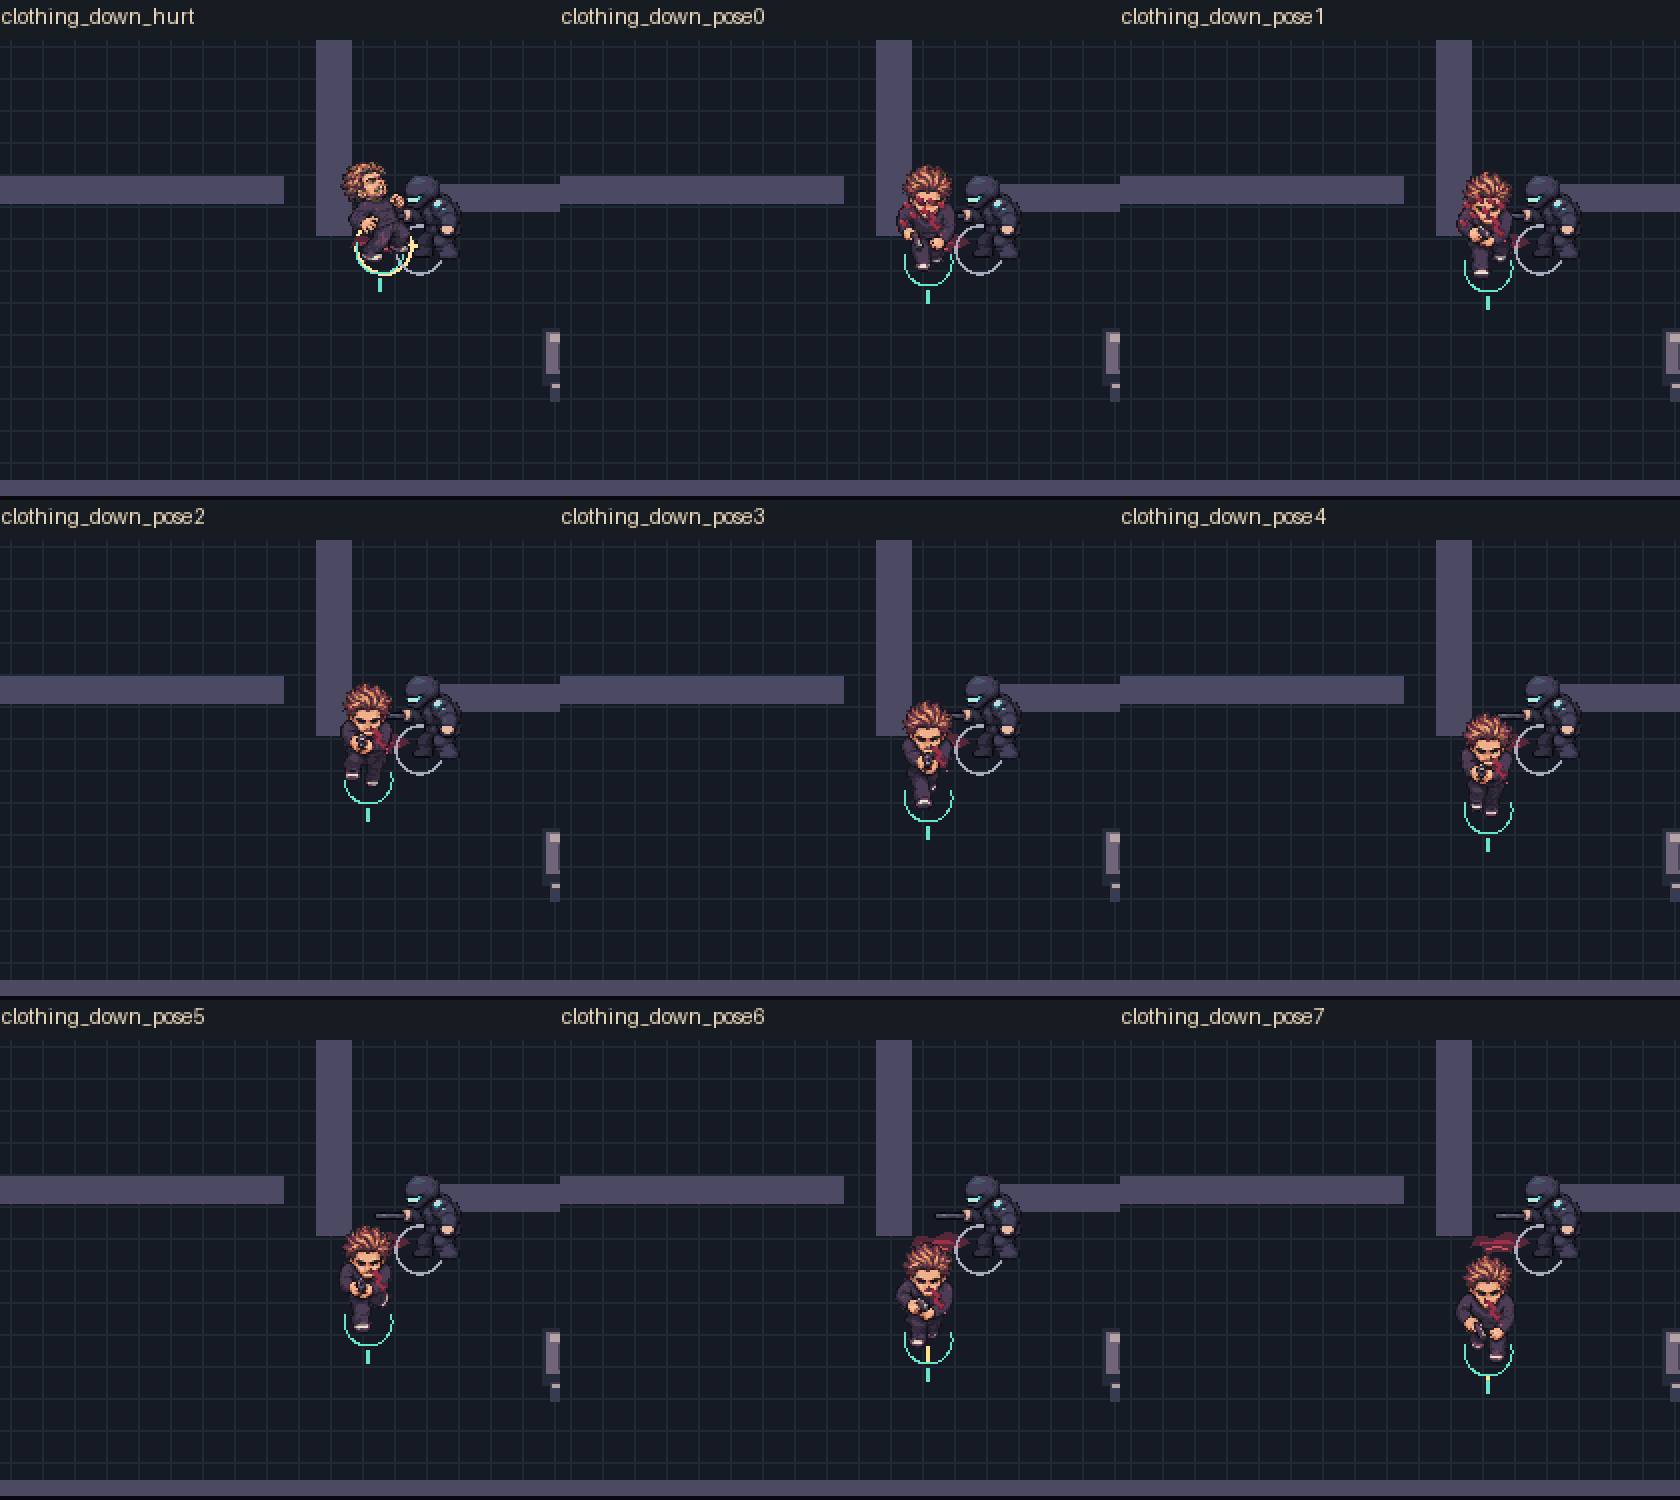 clothing_down_hurt
clothing_down_pose0
clothing_down_pose1
clothing_down_pose2
clothing_down_pose3
clothing_down_pose4
clothing_down_pose5
clothing_down_pose6
clothing_down_pose7